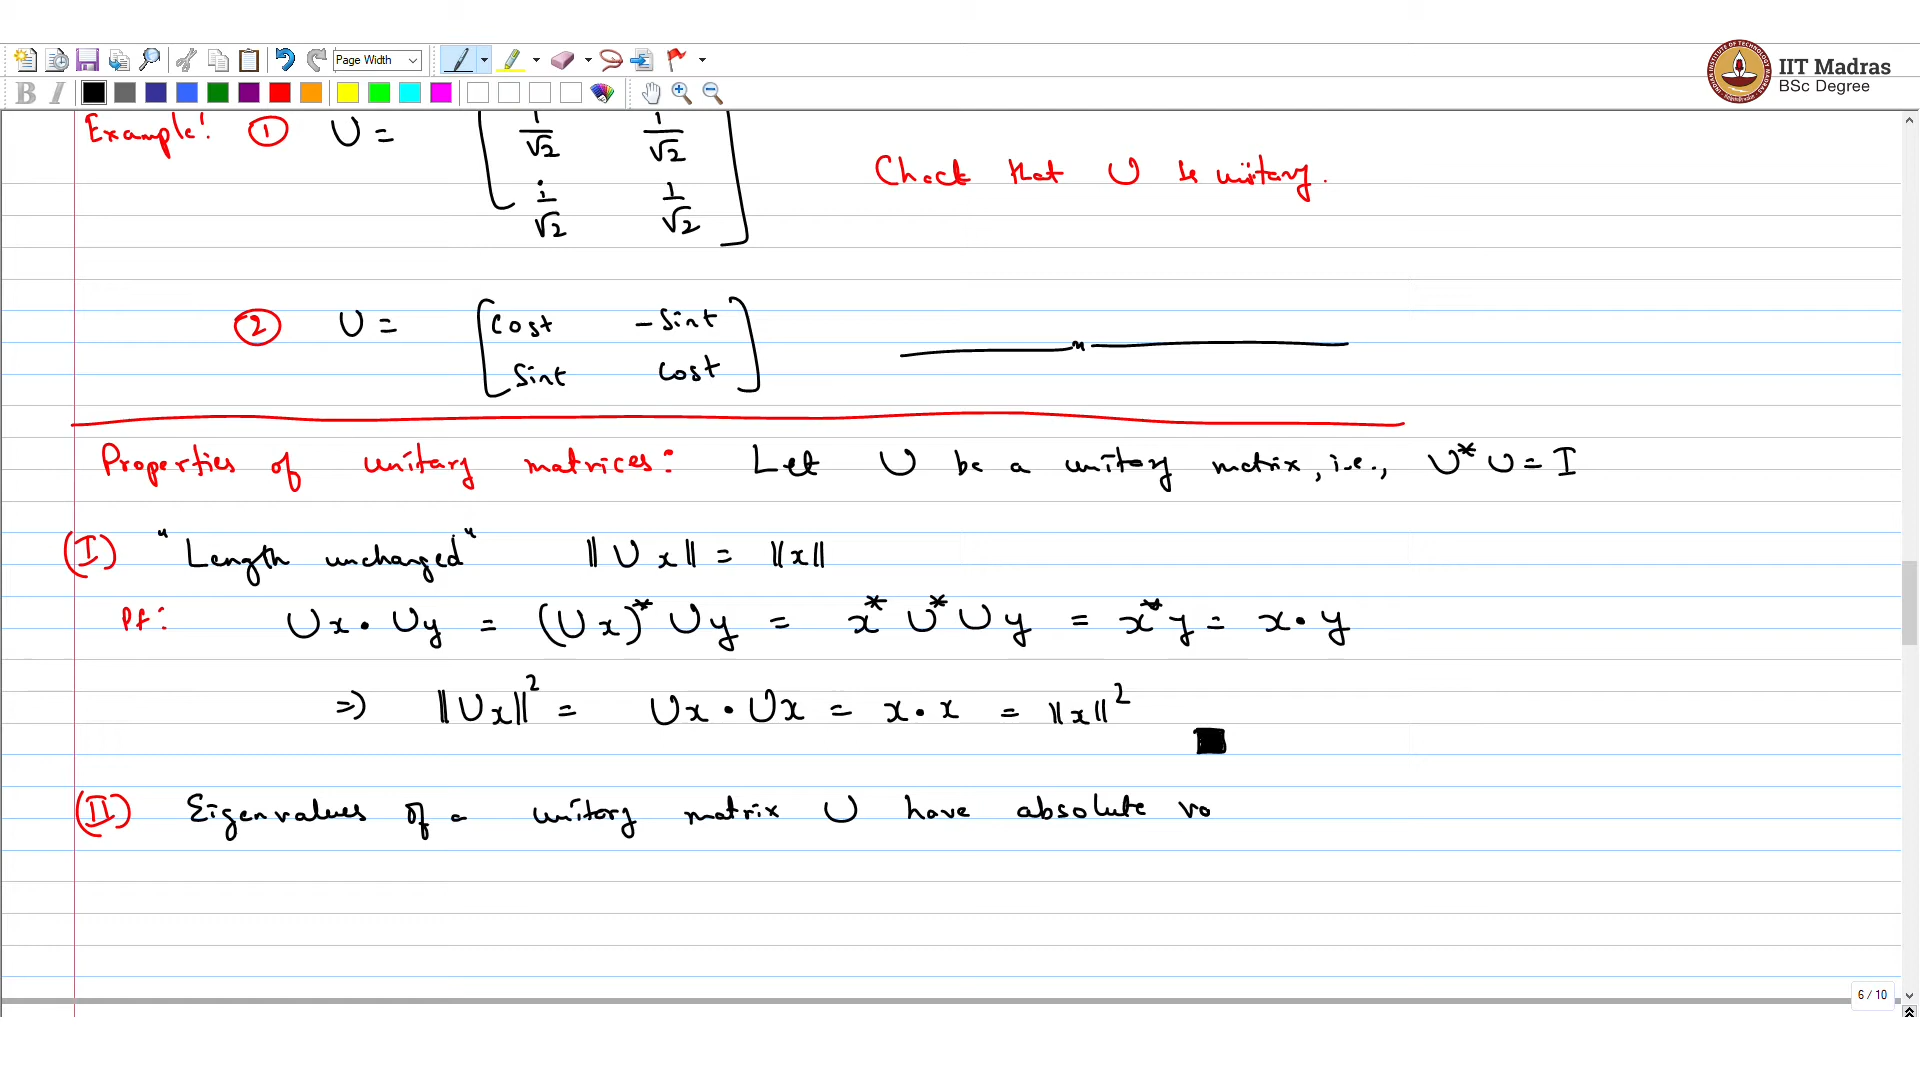 Page Width
IIT Madras
BSc Degree
B I
Example! ① U = [ 1/√2 1/√2
i/√2 1/√2 ]
Check that U is unitary.
② U = [ cost -sint
sint cost ] —"—
Properties of unitary matrices: Let U be a unitary matrix, i.e., U* U = I
(I) "Length unchanged" ‖U x‖ = ‖x‖
Pf: Ux • Uy = (Ux)* Uy = x* U* U y = x* y = x • y
⇒ ‖Ux‖² = Ux • Ux = x • x = ‖x‖²
(II) Eigenvalues of a unitary matrix U have absolute va
6 / 10